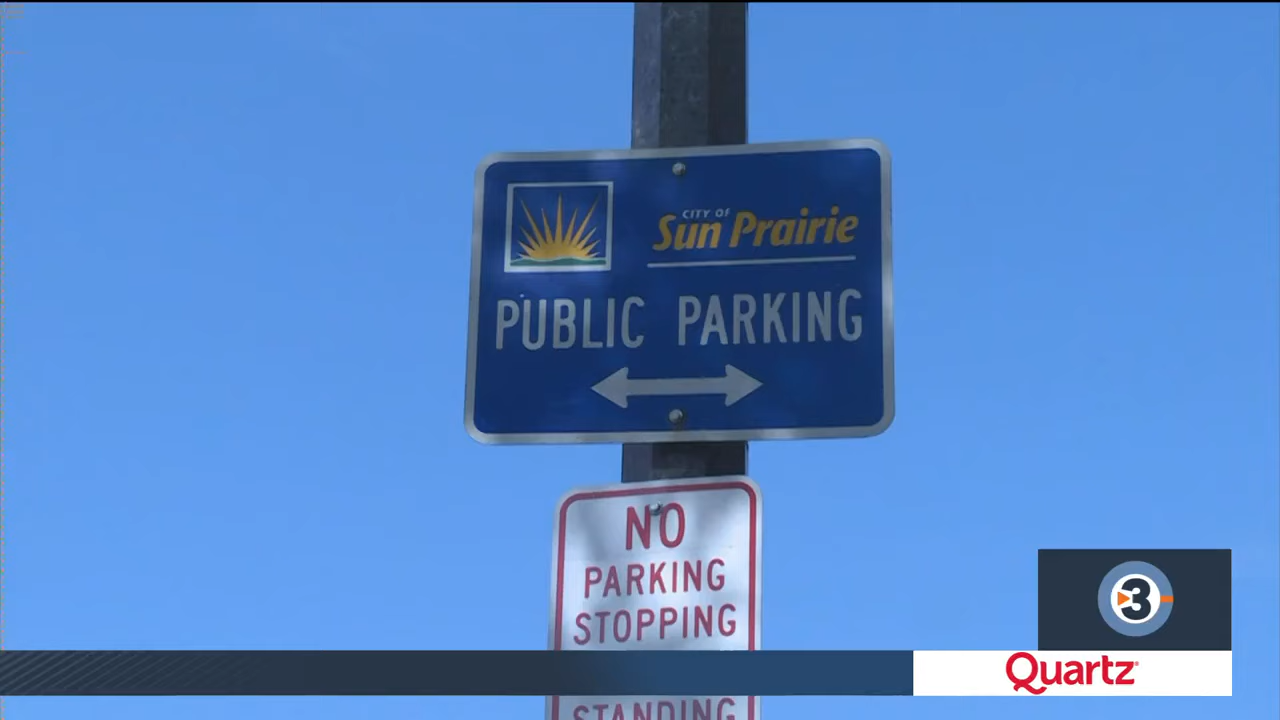 CITY OF
Sun Prairie
PUBLIC PARKING
NO
PARKING
STOPPING
STANDING
3
Quartz